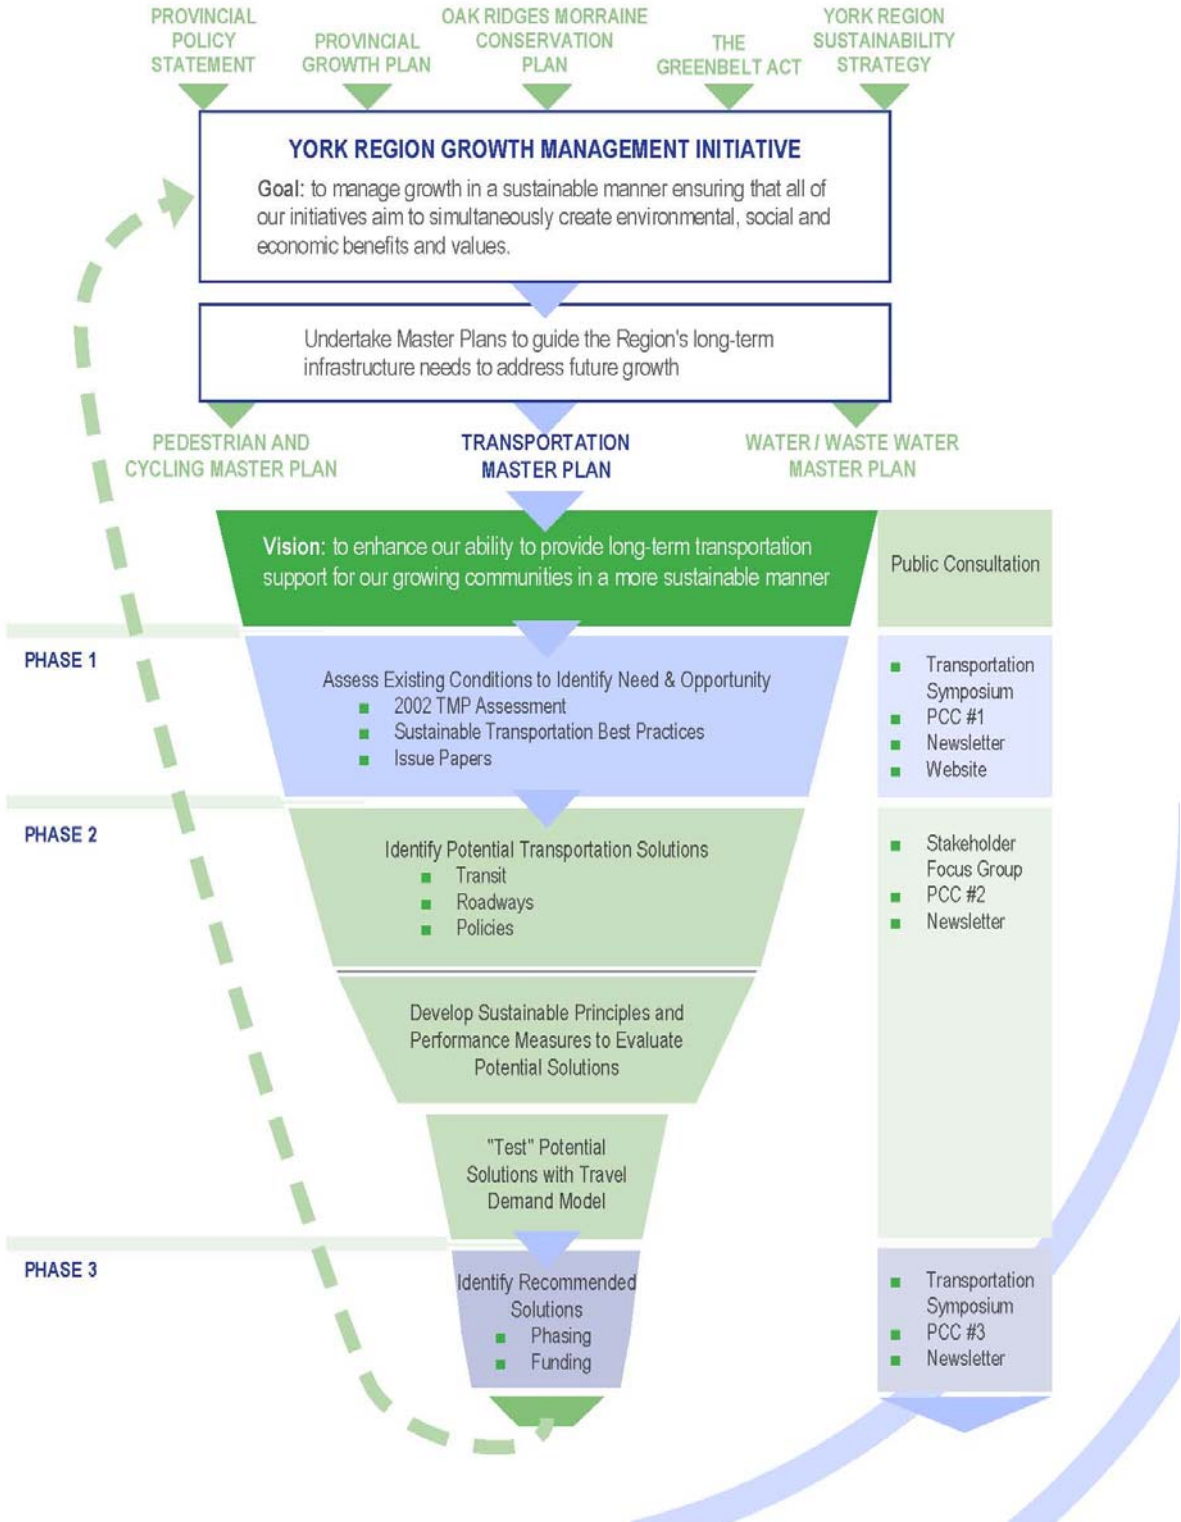 PROVINCIAL
POLICY
STATEMENT
PROVINCIAL
GROWTH PLAN
OAK RIDGES MORRAINE
CONSERVATION
PLAN
THE
GREENBELT ACT
YORK REGION
SUSTAINABILITY
STRATEGY
YORK REGION GROWTH MANAGEMENT INITIATIVE
Goal: to manage growth in a sustainable manner ensuring that all of
our initiatives aim to simultaneously create environmental, social and
economic benefits and values.
Undertake Master Plans to guide the Region's long-term
infrastructure needs to address future growth
PEDESTRIAN AND
CYCLING MASTER PLAN
TRANSPORTATION
MASTER PLAN
WATER / WASTE WATER
MASTER PLAN
Vision: to enhance our ability to provide long-term transportation
support for our growing communities in a more sustainable manner
Public Consultation
PHASE 1
Assess Existing Conditions to Identify Need & Opportunity
2002 TMP Assessment
Sustainable Transportation Best Practices
Issue Papers
Transportation
Symposium
PCC #1
Newsletter
Website
PHASE 2
Identify Potential Transportation Solutions
Transit
Roadways
Policies
Stakeholder
Focus Group
PCC #2
Newsletter
Develop Sustainable Principles and
Performance Measures to Evaluate
Potential Solutions
"Test" Potential
Solutions with Travel
Demand Model
PHASE 3
Identify Recommended
Solutions
Phasing
Funding
Transportation
Symposium
PCC #3
Newsletter